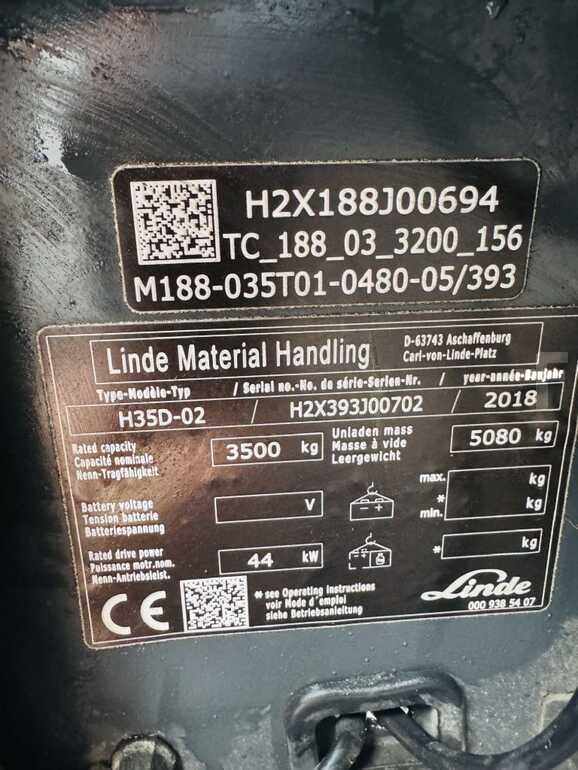 H2X188J00694
TC_188_03_3200_156
M188-035T01-0480-05/393
Linde Material Handling
D-63743 Aschaffenburg
Carl-von-Linde-Platz
Type-Modèle-Typ / Serial no.-No. de série-Serien-Nr. year-année-Baujahr
H35D-02 / H2X393J00702 / 2018
Rated capacity
Capacité nominale
Nenn-Tragfähigkeit
3500 kg
Unladen mass
Masse à vide
Leergewicht
5080 kg
Battery voltage
Tension batterie
Batteriespannung
V
max. kg
* kg
min.
Rated drive power
Puissance motr.nom.
Nenn-Antriebsleist.
44 kW
* kg
CE
* see Operating Instructions
voir Mode d'emploi
siehe Betriebsanleitung
Linde
000 938 54 07